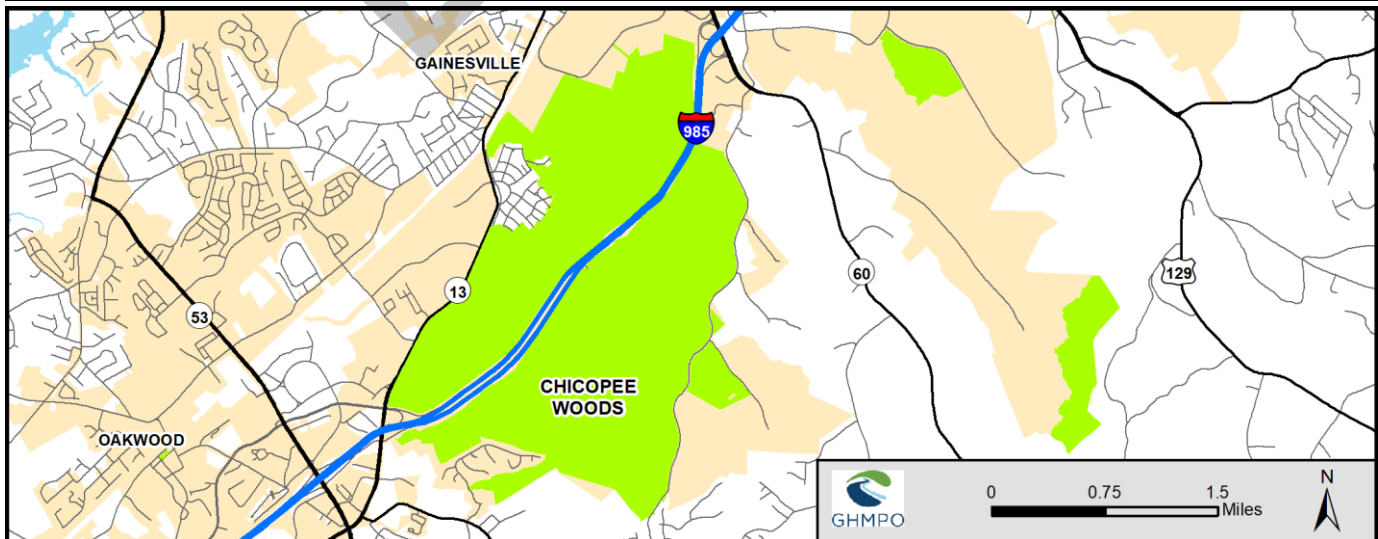 GAINESVILLE
985
13
60
129
53
CHICOPEE
WOODS
OAKWOOD
GHMPO
0 0.75 1.5
Miles
N